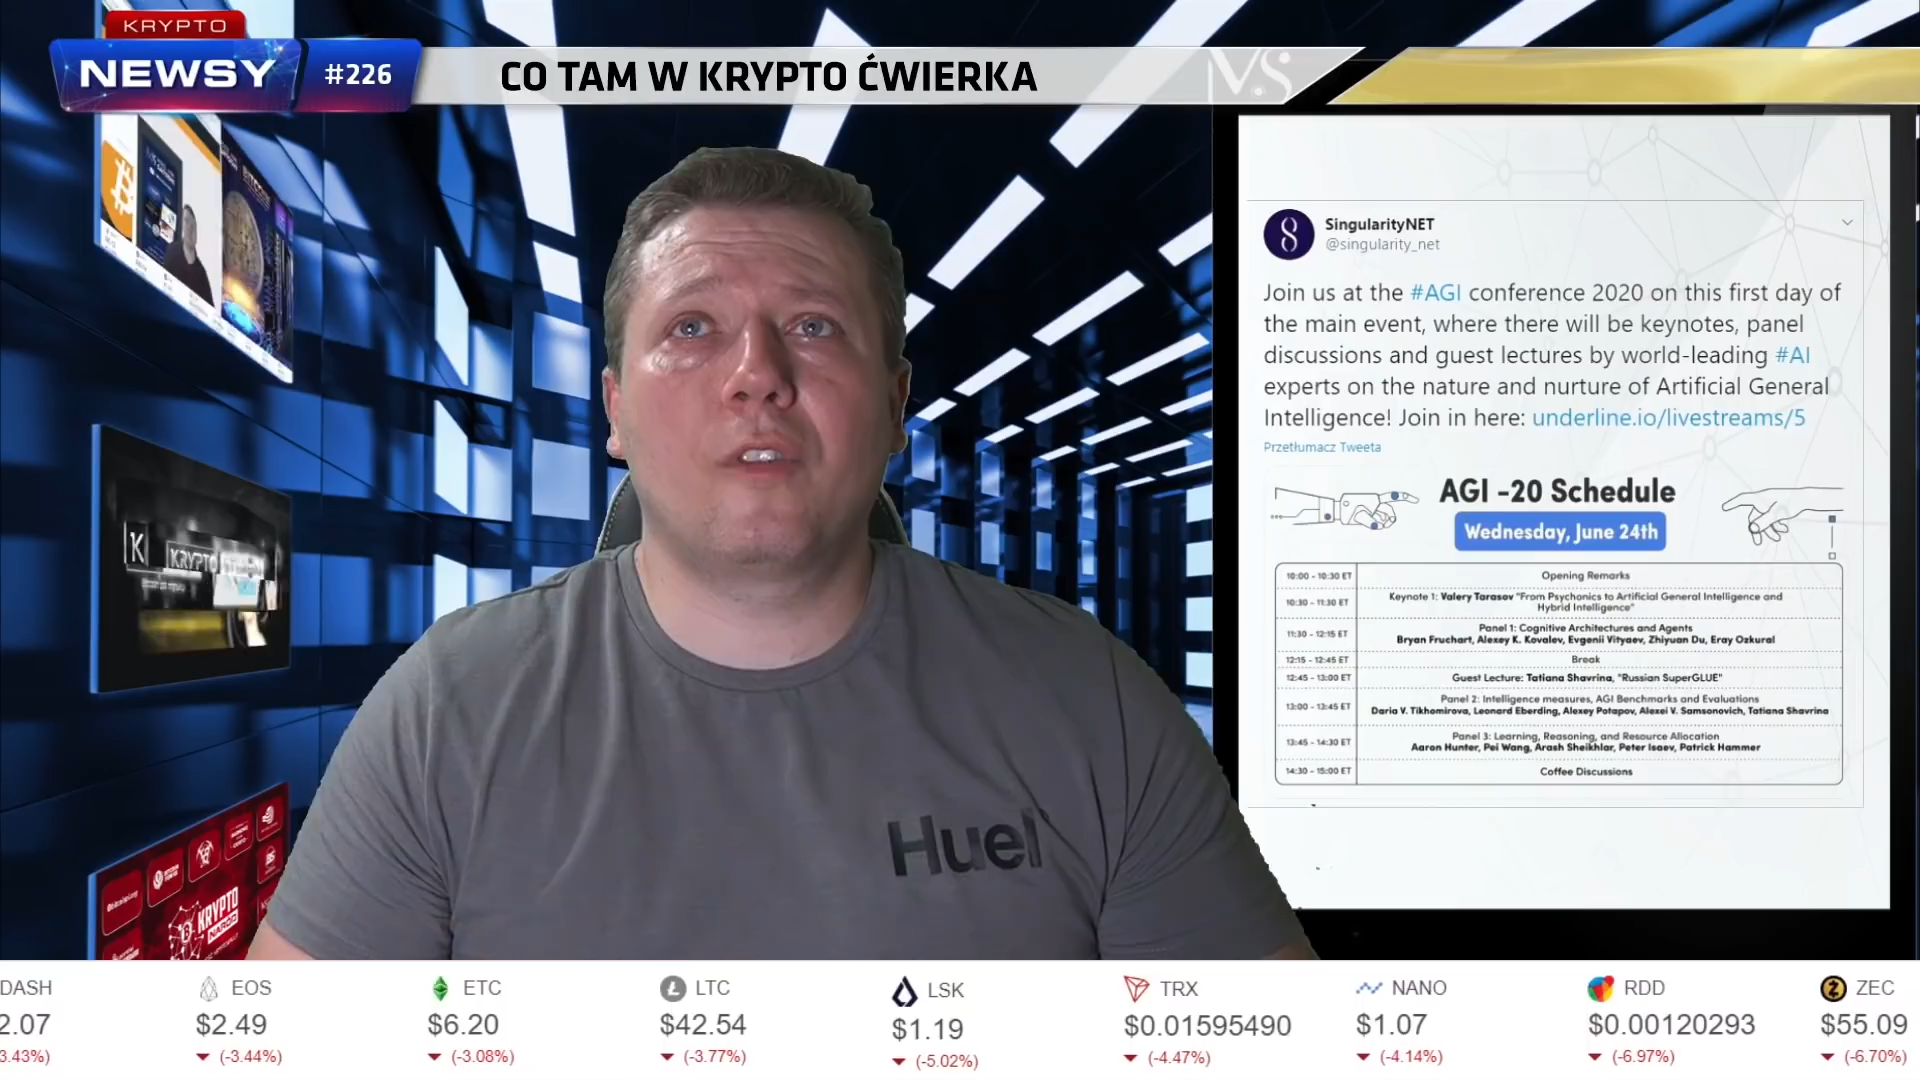 KRYPTO
NEWSY
#226
CO TAM W KRYPTO ĆWIERKA
SingularityNET
@singularity_net
Join us at the #AGI conference 2020 on this first day of
the main event, where there will be keynotes, panel
discussions and guest lectures by world-leading #AI
experts on the nature and nurture of Artificial General
Intelligence! Join in here: underline.io/livestreams/5
Przetłumacz Tweeta
AGI -20 Schedule
Wednesday, June 24th
10:00 - 10:30 ET Opening Remarks
10:30 - 11:30 ET Keynote 1: Valery Tarasov "From Psychonics to Artificial General Intelligence and
Hybrid Intelligence"
11:30 - 12:15 ET Panel 1: Cognitive Architectures and Agents
Bryan Fruchart, Alexey K. Kovalev, Evgenii Vityaev, Zhiyuan Du, Eray Ozkural
12:15 - 12:45 ET Break
12:45 - 13:00 ET Guest Lecture: Tatiana Shavrina, "Russian SuperGLUE"
13:00 - 13:45 ET Panel 2: Intelligence measures, AGI Benchmarks and Evaluations
Daria V. Tikhomirova, Leonard Eberding, Alexey Potapov, Alexei V. Samsonovich, Tatiana Shavrina
13:45 - 14:30 ET Panel 3: Learning, Reasoning, and Resource Allocation
Aaron Hunter, Pei Wang, Arash Sheikhlar, Peter Isaev, Patrick Hammer
14:30 - 15:00 ET Coffee Discussions
KRYPTO
KRYPTO
NARÓD
Huel
DASH EOS ETC LTC LSK TRX NANO RDD ZEC
2.07 $2.49 $6.20 $42.54 $1.19 $0.01595490 $1.07 $0.00120293 $55.09
3.43%) (-3.44%) (-3.08%) (-3.77%) (-5.02%) (-4.47%) (-4.14%) (-6.97%) (-6.70%)